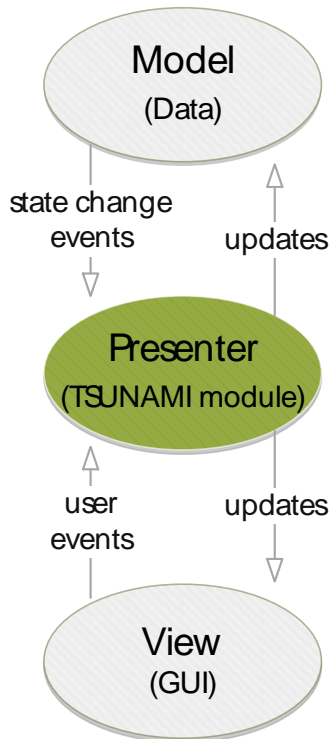 Model
(Data)
state change
events
updates
Presenter
(TSUNAMI module)
user
events
updates
View
(GUI)